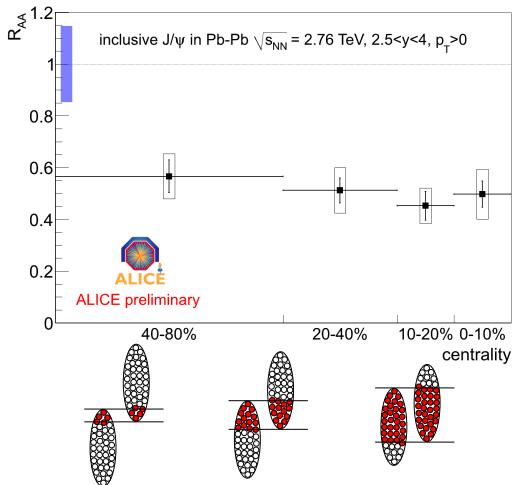 1.2
R_AA
inclusive J/ψ in Pb-Pb √s_NN = 2.76 TeV, 2.5<y<4, p_T>0
1
0.8
0.6
0.4
0.2
0
ALICE
ALICE preliminary
40-80% 20-40% 10-20% 0-10%
centrality